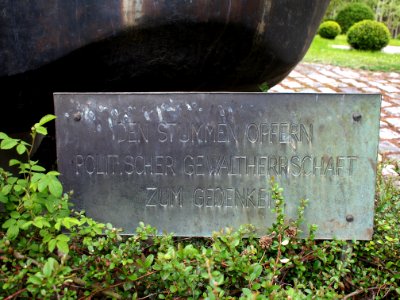 DEN STUMMEN OPFERN
POLITISCHER GEWALTHERRSCHAFT
ZUM GEDENKEN